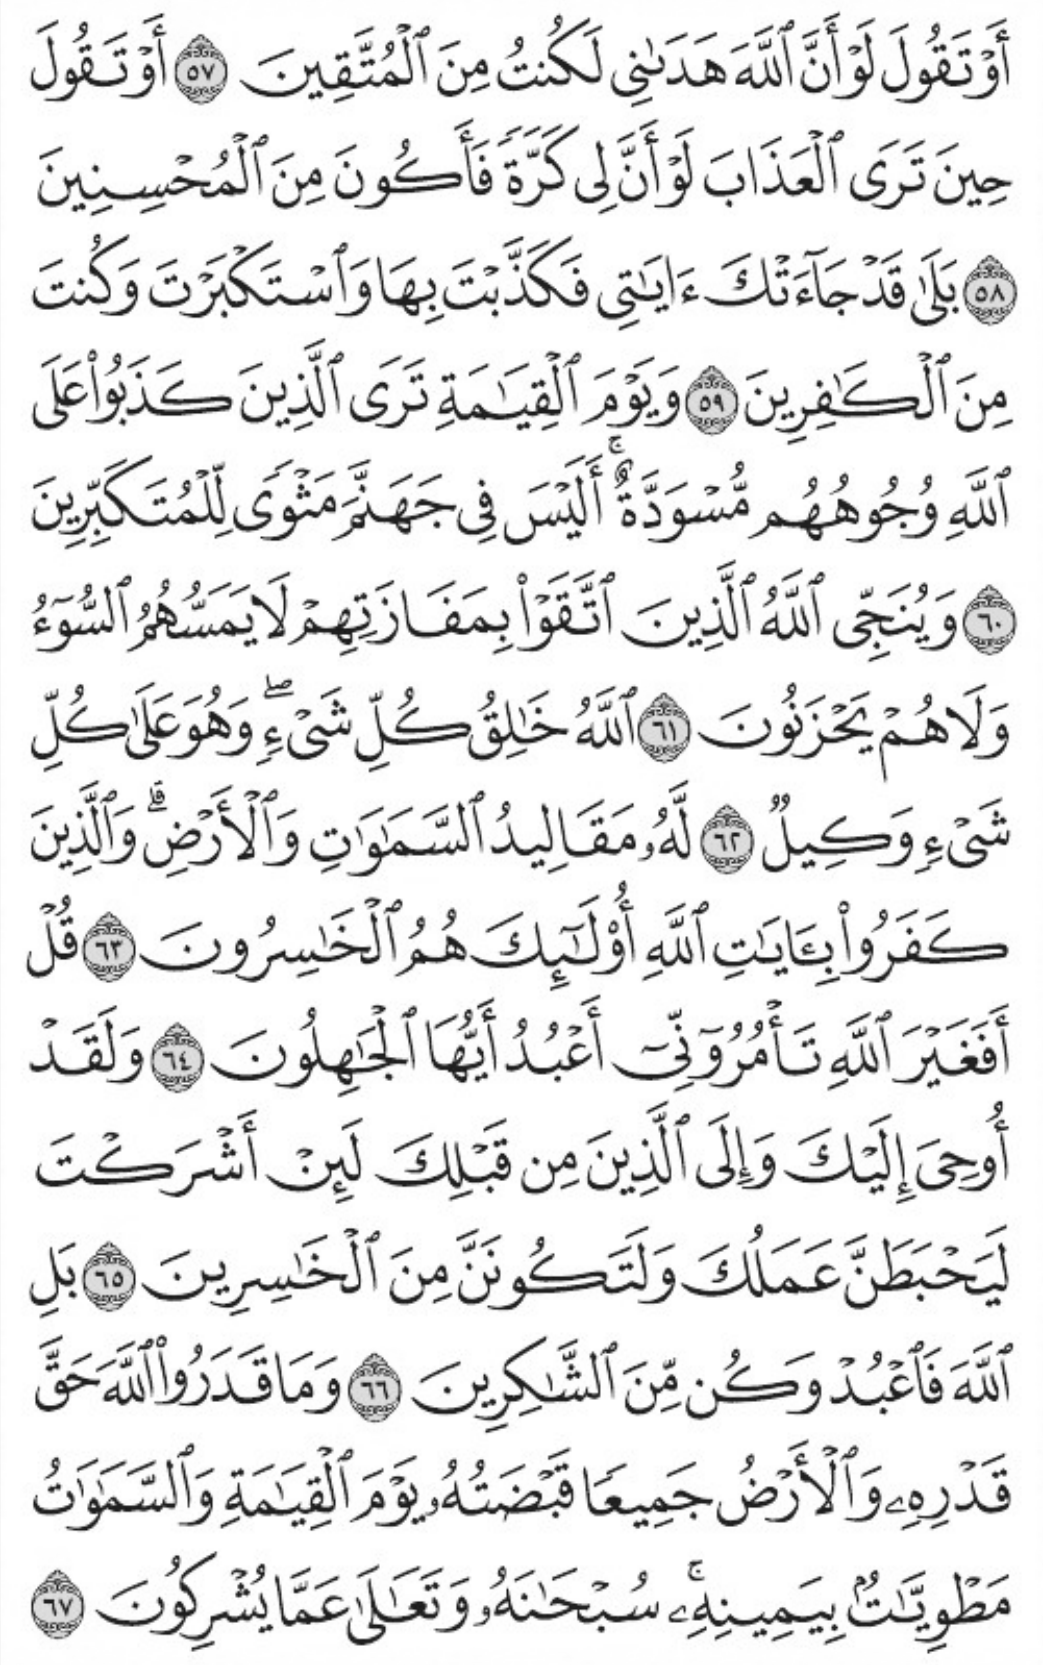 أَوْ تَقُولَ لَوْ أَنَّ ٱللَّهَ هَدَىٰنِى لَكُنتُ مِنَ ٱلْمُتَّقِينَ ٥٧ أَوْ تَقُولَ
حِينَ تَرَى ٱلْعَذَابَ لَوْ أَنَّ لِى كَرَّةً فَأَكُونَ مِنَ ٱلْمُحْسِنِينَ
٥٨ بَلَىٰ قَدْ جَآءَتْكَ ءَايَٰتِى فَكَذَّبْتَ بِهَا وَٱسْتَكْبَرْتَ وَكُنتَ
مِنَ ٱلْكَٰفِرِينَ ٥٩ وَيَوْمَ ٱلْقِيَٰمَةِ تَرَى ٱلَّذِينَ كَذَبُوا۟ عَلَى
ٱللَّهِ وُجُوهُهُم مُّسْوَدَّةٌ ۚ أَلَيْسَ فِى جَهَنَّمَ مَثْوًى لِّلْمُتَكَبِّرِينَ
٦٠ وَيُنَجِّى ٱللَّهُ ٱلَّذِينَ ٱتَّقَوْا۟ بِمَفَازَتِهِمْ لَا يَمَسُّهُمُ ٱلسُّوٓءُ
وَلَا هُمْ يَحْزَنُونَ ٦١ ٱللَّهُ خَٰلِقُ كُلِّ شَىْءٍ ۖ وَهُوَ عَلَىٰ كُلِّ
شَىْءٍ وَكِيلٌ ٦٢ لَّهُۥ مَقَالِيدُ ٱلسَّمَٰوَٰتِ وَٱلْأَرْضِ ۗ وَٱلَّذِينَ
كَفَرُوا۟ بِـَٔايَٰتِ ٱللَّهِ أُو۟لَٰٓئِكَ هُمُ ٱلْخَٰسِرُونَ ٦٣ قُلْ
أَفَغَيْرَ ٱللَّهِ تَأْمُرُوٓنِّىٓ أَعْبُدُ أَيُّهَا ٱلْجَٰهِلُونَ ٦٤ وَلَقَدْ
أُوحِىَ إِلَيْكَ وَإِلَى ٱلَّذِينَ مِن قَبْلِكَ لَئِنْ أَشْرَكْتَ
لَيَحْبَطَنَّ عَمَلُكَ وَلَتَكُونَنَّ مِنَ ٱلْخَٰسِرِينَ ٦٥ بَلِ
ٱللَّهَ فَٱعْبُدْ وَكُن مِّنَ ٱلشَّٰكِرِينَ ٦٦ وَمَا قَدَرُوا۟ ٱللَّهَ حَقَّ
قَدْرِهِۦ وَٱلْأَرْضُ جَمِيعًا قَبْضَتُهُۥ يَوْمَ ٱلْقِيَٰمَةِ وَٱلسَّمَٰوَٰتُ
مَطْوِيَّٰتٌۢ بِيَمِينِهِۦ ۚ سُبْحَٰنَهُۥ وَتَعَٰلَىٰ عَمَّا يُشْرِكُونَ ٦٧